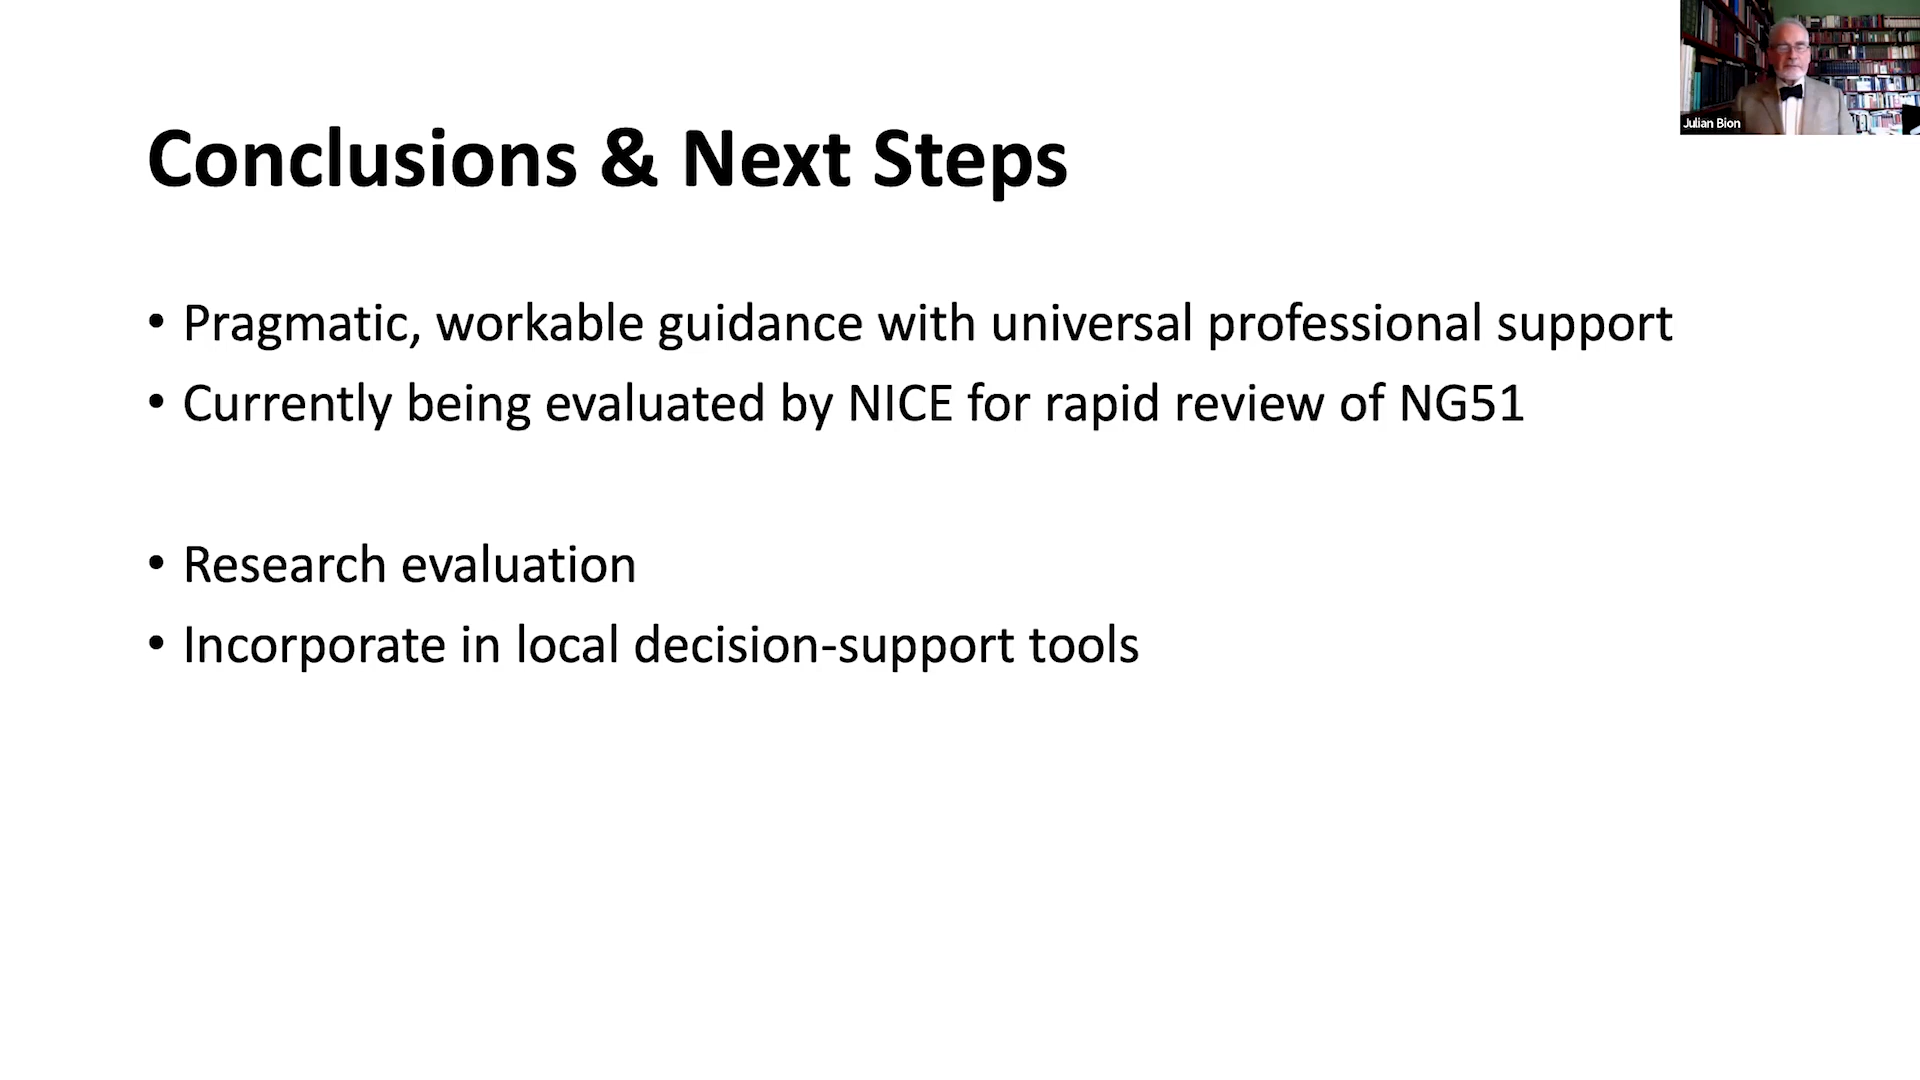 Conclusions & Next Steps
• Pragmatic, workable guidance with universal professional support
• Currently being evaluated by NICE for rapid review of NG51
• Research evaluation
• Incorporate in local decision-support tools
Julian Bion